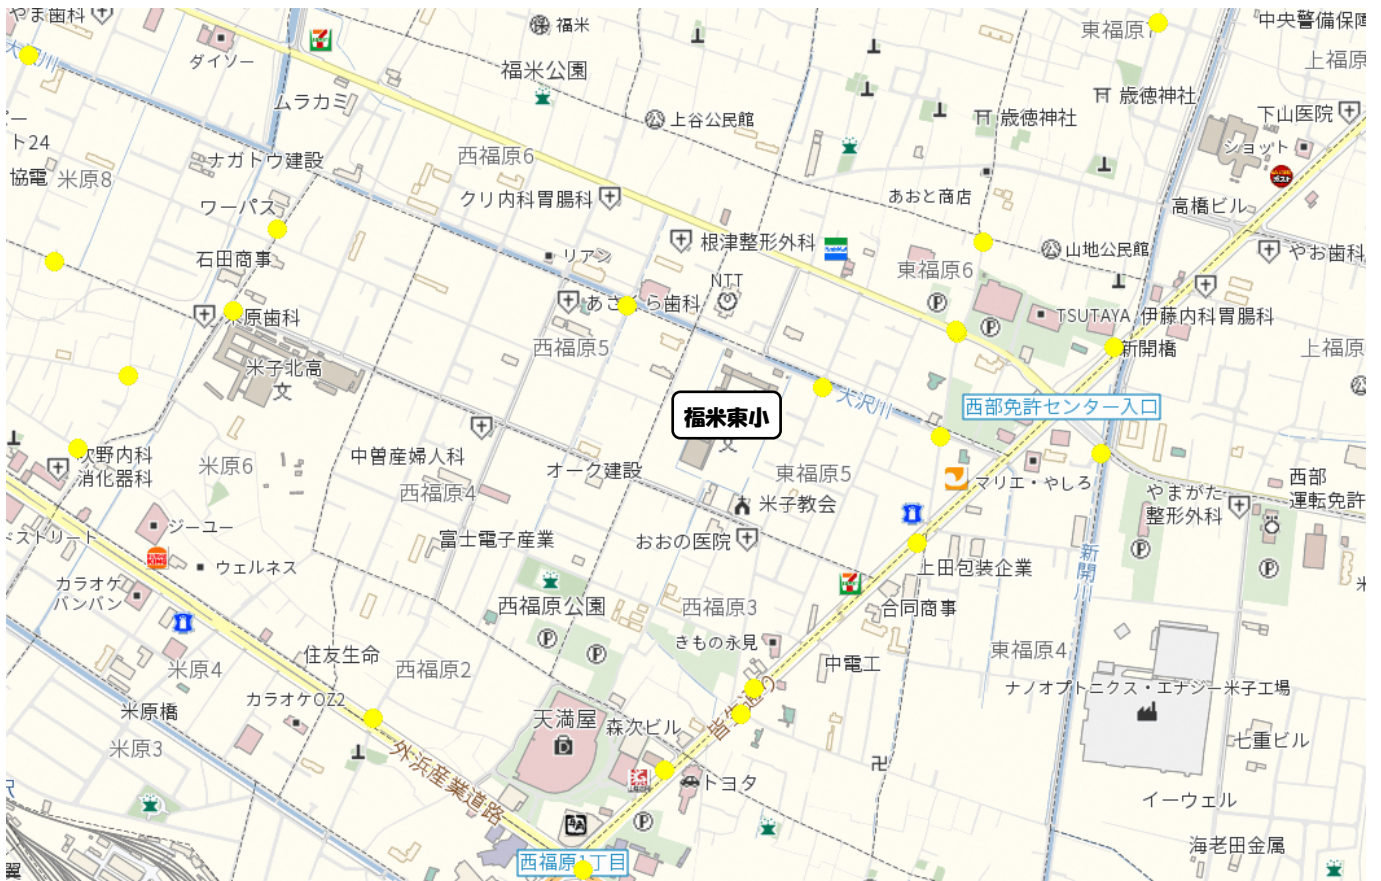 やま歯科
福米
東福原7
中央警備保障
大沢川
ダイソー
上福原
福米公園
ムラカミ
歳徳神社
歳徳神社
下山医院
上谷公民館
ト24
ショット
西福原6
ナガトウ建設
協電
米原8
クリ内科胃腸科
あおと商店
ワーパス
高橋ビル
根津整形外科
山地公民館
やお歯科
石田商事
リアン
東福原6
NTT
あさくら歯科
米原歯科
TSUTAYA
伊藤内科胃腸科
西福原5
新開橋
上福原
米子北高
文
大沢川
西部免許センター入口
福米東小
文
吹野内科
消化器科
米原6
中曽産婦人科
オーク建設
東福原5
マリエ・やしろ
西部
運転免許
西福原4
やまがた
整形外科
米子教会
ジーユー
ドストリート
富士電子産業
おおの医院
新開川
ウェルネス
上田包装企業
カラオケ
バンバン
西福原公園
西福原3
合同商事
きもの永見
東福原4
住友生命
米原4
西福原2
中電工
ナノオプトニクス・エナジー米子工場
カラオケOZ2
米原橋
天満屋
森次ビル
皆生通り
米原3
七重ビル
外浜産業道路
トヨタ
イーウェル
海老田金属
西福原1丁目